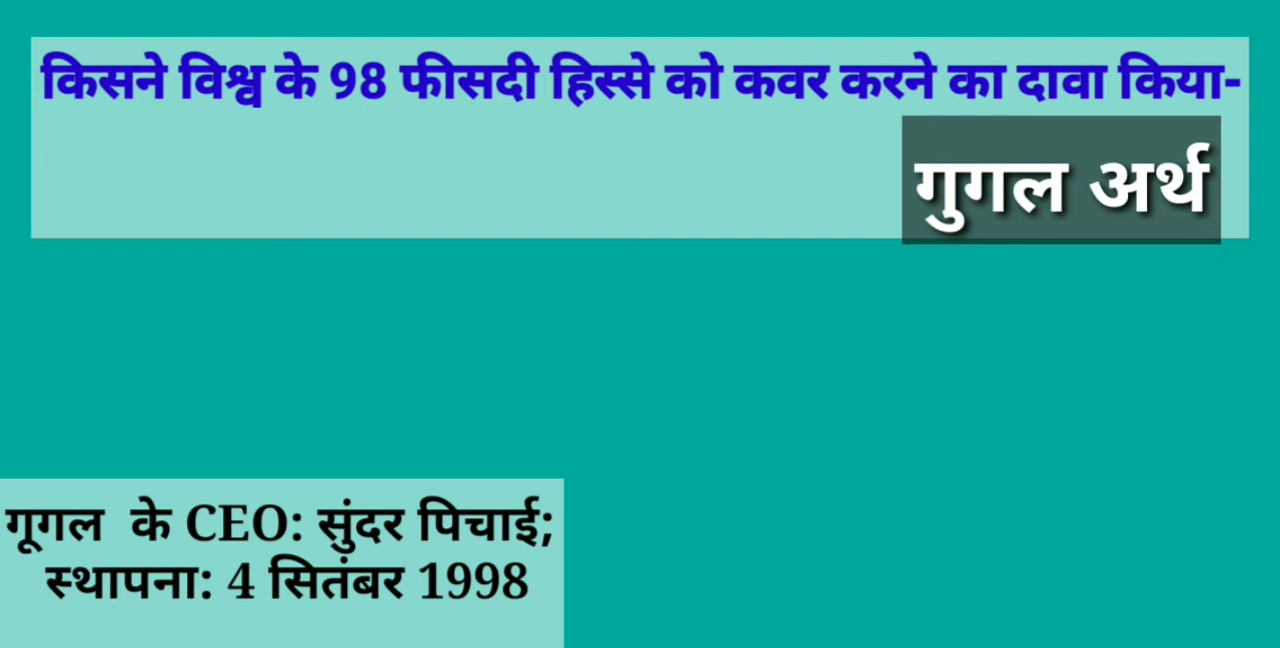 किसने विश्व के 98 फीसदी हिस्से को कवर करने का दावा किया-
गुगल अर्थ
गूगल के CEO: सुंदर पिचाई;
स्थापना: 4 सितंबर 1998